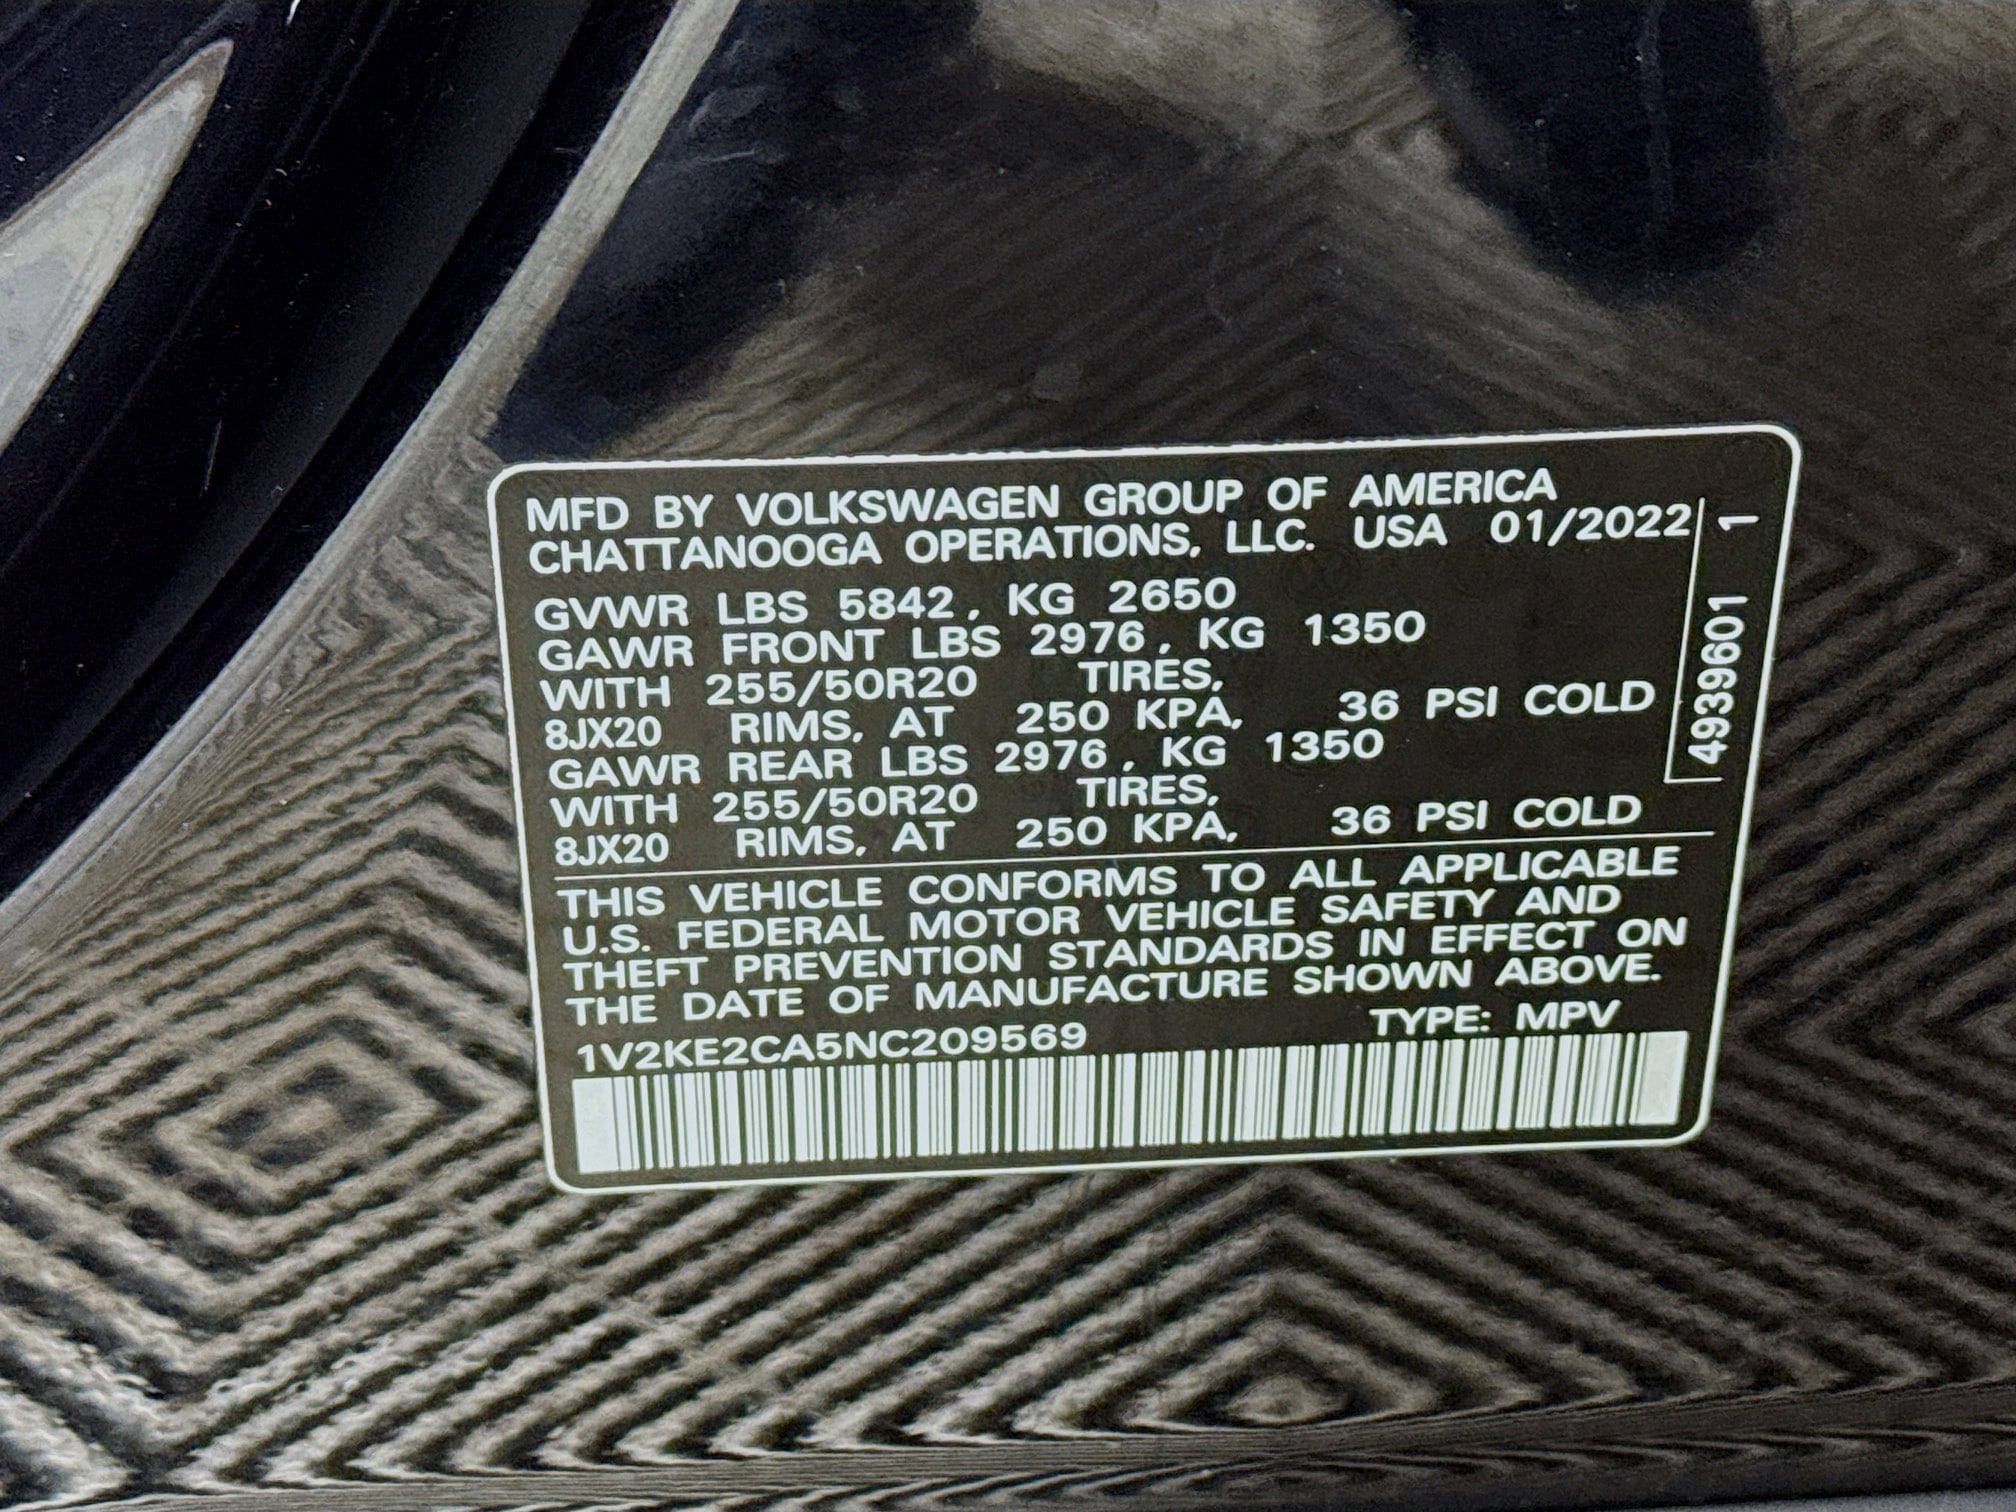 MFD BY VOLKSWAGEN GROUP OF AMERICA
CHATTANOOGA OPERATIONS, LLC. USA 01/2022
GVWR LBS 5842, KG 2650
GAWR FRONT LBS 2976, KG 1350
WITH 255/50R20 TIRES,
8JX20 RIMS, AT 250 KPA, 36 PSI COLD
GAWR REAR LBS 2976, KG 1350
WITH 255/50R20 TIRES,
8JX20 RIMS, AT 250 KPA, 36 PSI COLD
4939601 1
THIS VEHICLE CONFORMS TO ALL APPLICABLE
U.S. FEDERAL MOTOR VEHICLE SAFETY AND
THEFT PREVENTION STANDARDS IN EFFECT ON
THE DATE OF MANUFACTURE SHOWN ABOVE.
1V2KE2CA5NC209569 TYPE: MPV